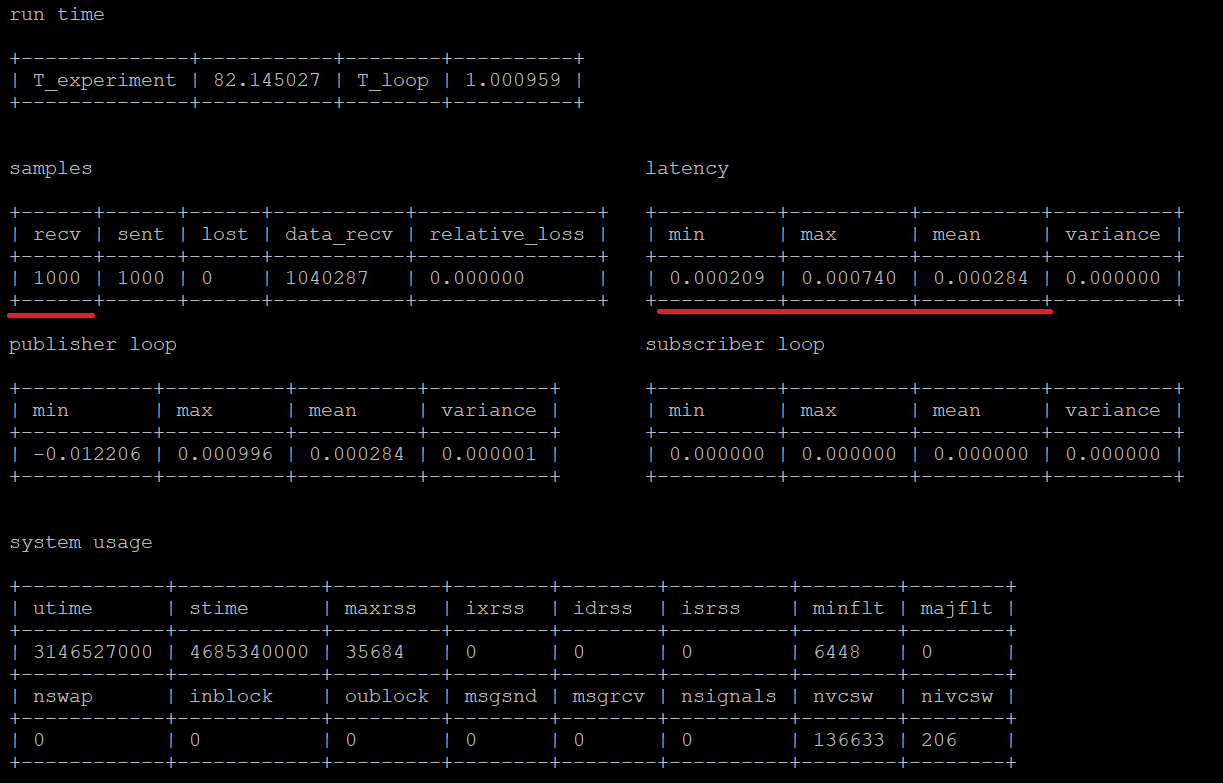 run time
+--------------+-----------+--------+----------+
| T_experiment | 82.145027 | T_loop | 1.000959 |
+--------------+-----------+--------+----------+
samples                                              latency
+------+------+------+-----------+---------------+   +----------+----------+----------+----------+
| recv | sent | lost | data_recv | relative_loss |   | min      | max      | mean     | variance |
+------+------+------+-----------+---------------+   +----------+----------+----------+----------+
| 1000 | 1000 | 0    | 1040287   | 0.000000      |   | 0.000209 | 0.000740 | 0.000284 | 0.000000 |
+------+------+------+-----------+---------------+   +----------+----------+----------+----------+
publisher loop                                       subscriber loop
+-----------+----------+----------+----------+       +----------+----------+----------+----------+
| min       | max      | mean     | variance |       | min      | max      | mean     | variance |
+-----------+----------+----------+----------+       +----------+----------+----------+----------+
| -0.012206 | 0.000996 | 0.000284 | 0.000001 |       | 0.000000 | 0.000000 | 0.000000 | 0.000000 |
+-----------+----------+----------+----------+       +----------+----------+----------+----------+
system usage
+------------+------------+---------+--------+--------+----------+--------+--------+
| utime      | stime      | maxrss  | ixrss  | idrss  | isrss    | minflt | majflt |
+------------+------------+---------+--------+--------+----------+--------+--------+
| 3146527000 | 4685340000 | 35684   | 0      | 0      | 0        | 6448   | 0      |
+------------+------------+---------+--------+--------+----------+--------+--------+
| nswap      | inblock    | oublock | msgsnd | msgrcv | nsignals | nvcsw  | nivcsw |
+------------+------------+---------+--------+--------+----------+--------+--------+
| 0          | 0          | 0       | 0      | 0      | 0        | 136633 | 206    |
+------------+------------+---------+--------+--------+----------+--------+--------+